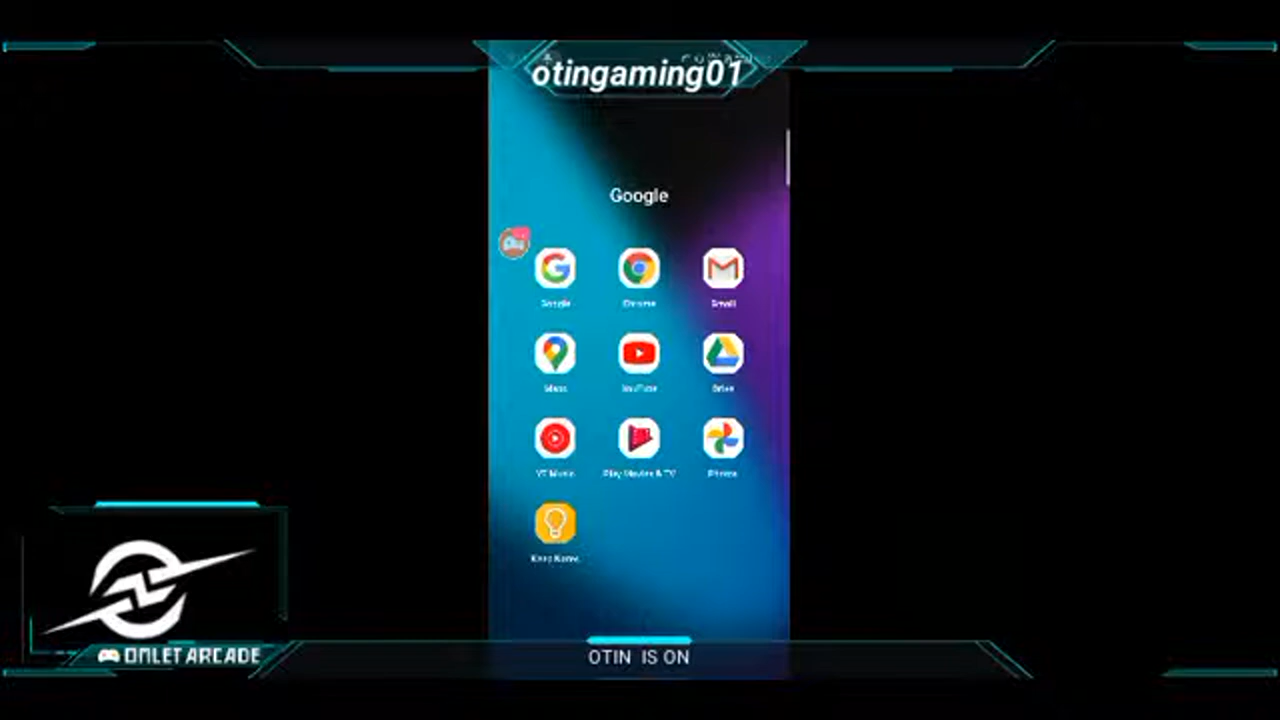 otingaming01
Google
Google
Chrome
Gmail
Maps
YouTube
Drive
YT Music
Play Movies & TV
Photos
Keep Notes
OMLET ARCADE
OTIN IS ON